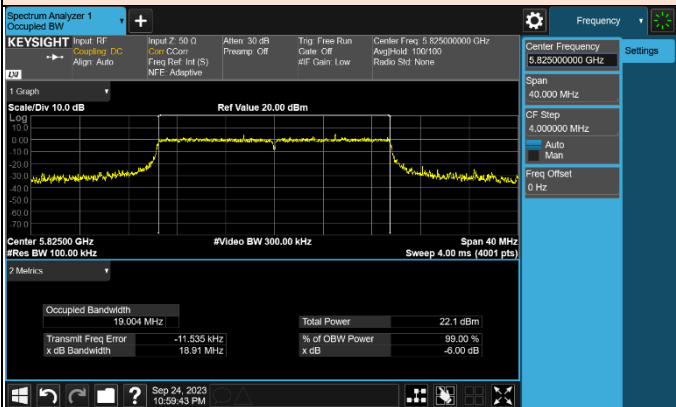 Spectrum Analyzer 1
Occupied BW
+
Frequency
KEYSIGHT Input: RF Input Z: 50 Ω Atten: 30 dB Trig: Free Run Center Freq: 5.825000000 GHz
Coupling: DC Corr CCorr Preamp: Off Gate: Off Avg|Hold: 100/100
Align: Auto Freq Ref: Int (S) #IF Gain: Low Radio Std: None
NFE: Adaptive
1 Graph
Scale/Div 10.0 dB Ref Value 20.00 dBm
Log
10.0
0.00
-10.0
-20.0
-30.0
-40.0
-50.0
-60.0
-70.0
Center 5.82500 GHz #Video BW 300.00 kHz Span 40 MHz
#Res BW 100.00 kHz Sweep 4.00 ms (4001 pts)
2 Metrics
Occupied Bandwidth
19.004 MHz Total Power 22.1 dBm
Transmit Freq Error -11.535 kHz % of OBW Power 99.00 %
x dB Bandwidth 18.91 MHz x dB -6.00 dB
Center Frequency
5.825000000 GHz
Settings
Span
40.000 MHz
CF Step
4.000000 MHz
Auto
Man
Freq Offset
0 Hz
? Sep 24, 2023
10:59:43 PM